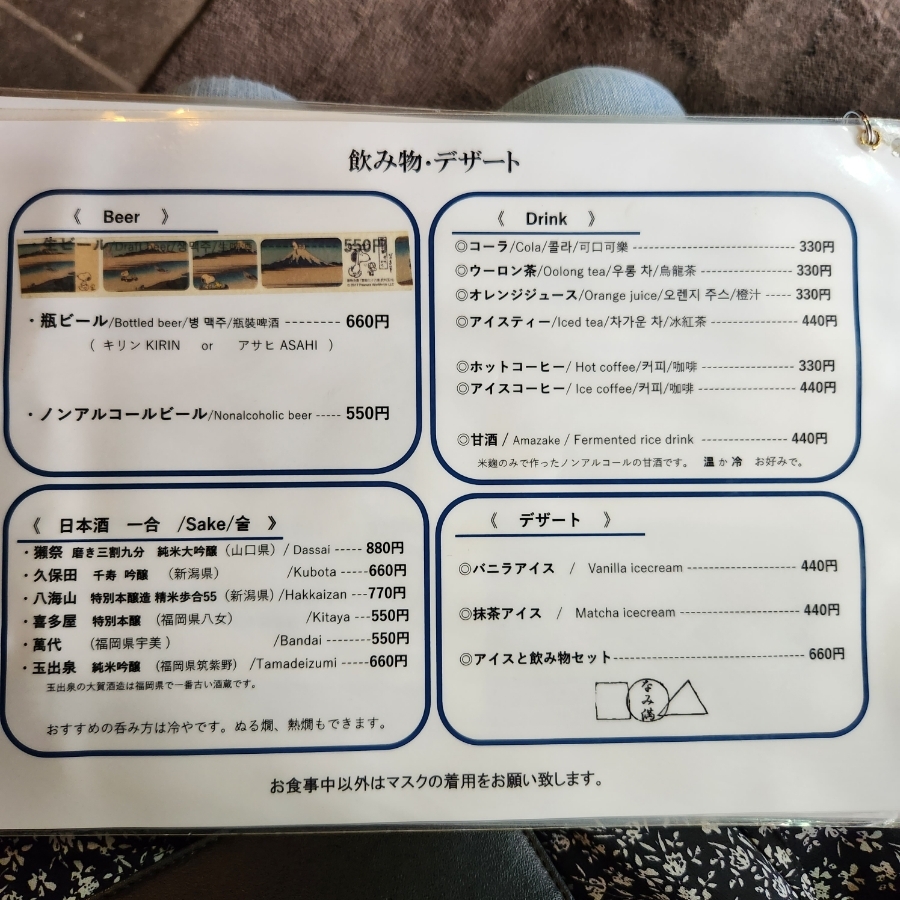 飲み物・デザート
《 Beer 》
生ビール/Draft beer/생 맥주/生啤酒 550円
・瓶ビール/Bottled beer/병 맥주/瓶裝啤酒 -------- 660円
( キリン KIRIN or アサヒ ASAHI )
・ノンアルコールビール/Nonalcoholic beer ----- 550円
《 Drink 》
◎コーラ/Cola/콜라/可口可樂 ------------------------ 330円
◎ウーロン茶/Oolong tea/우롱 차/烏龍茶 -------------- 330円
◎オレンジジュース/Orange juice/오렌지 주스/橙汁 ----- 330円
◎アイスティー/Iced tea/차가운 차/冰紅茶 ------------- 440円
◎ホットコーヒー/ Hot coffee/커피/咖啡 -------------- 330円
◎アイスコーヒー/ Ice coffee/커피/咖啡 -------------- 440円
◎甘酒 / Amazake / Fermented rice drink ------------ 440円
米麹のみで作ったノンアルコールの甘酒です。 温 か 冷 お好みで。
《 日本酒 一合 /Sake/술 》
・獺祭 磨き三割九分 純米大吟醸 (山口県) / Dassai ----- 880円
・久保田 千寿 吟醸 (新潟県) /Kubota ----- 660円
・八海山 特別本醸造 精米歩合55 (新潟県) /Hakkaizan ---770円
・喜多屋 特別本醸 (福岡県八女) /Kitaya ---550円
・萬代 (福岡県宇美 ) /Bandai -----550円
・玉出泉 純米吟醸 (福岡県筑紫野) /Tamadeizumi ----660円
玉出泉の大賀酒造は福岡県で一番古い酒蔵です。
おすすめの呑み方は冷やです。ぬる燗、熱燗もできます。
《 デザート 》
◎バニラアイス / Vanilla icecream ----------------- 440円
◎抹茶アイス / Matcha icecream ------------------ 440円
◎アイスと飲み物セット--------------------------- 660円
なみ満
お食事中以外はマスクの着用をお願い致します。